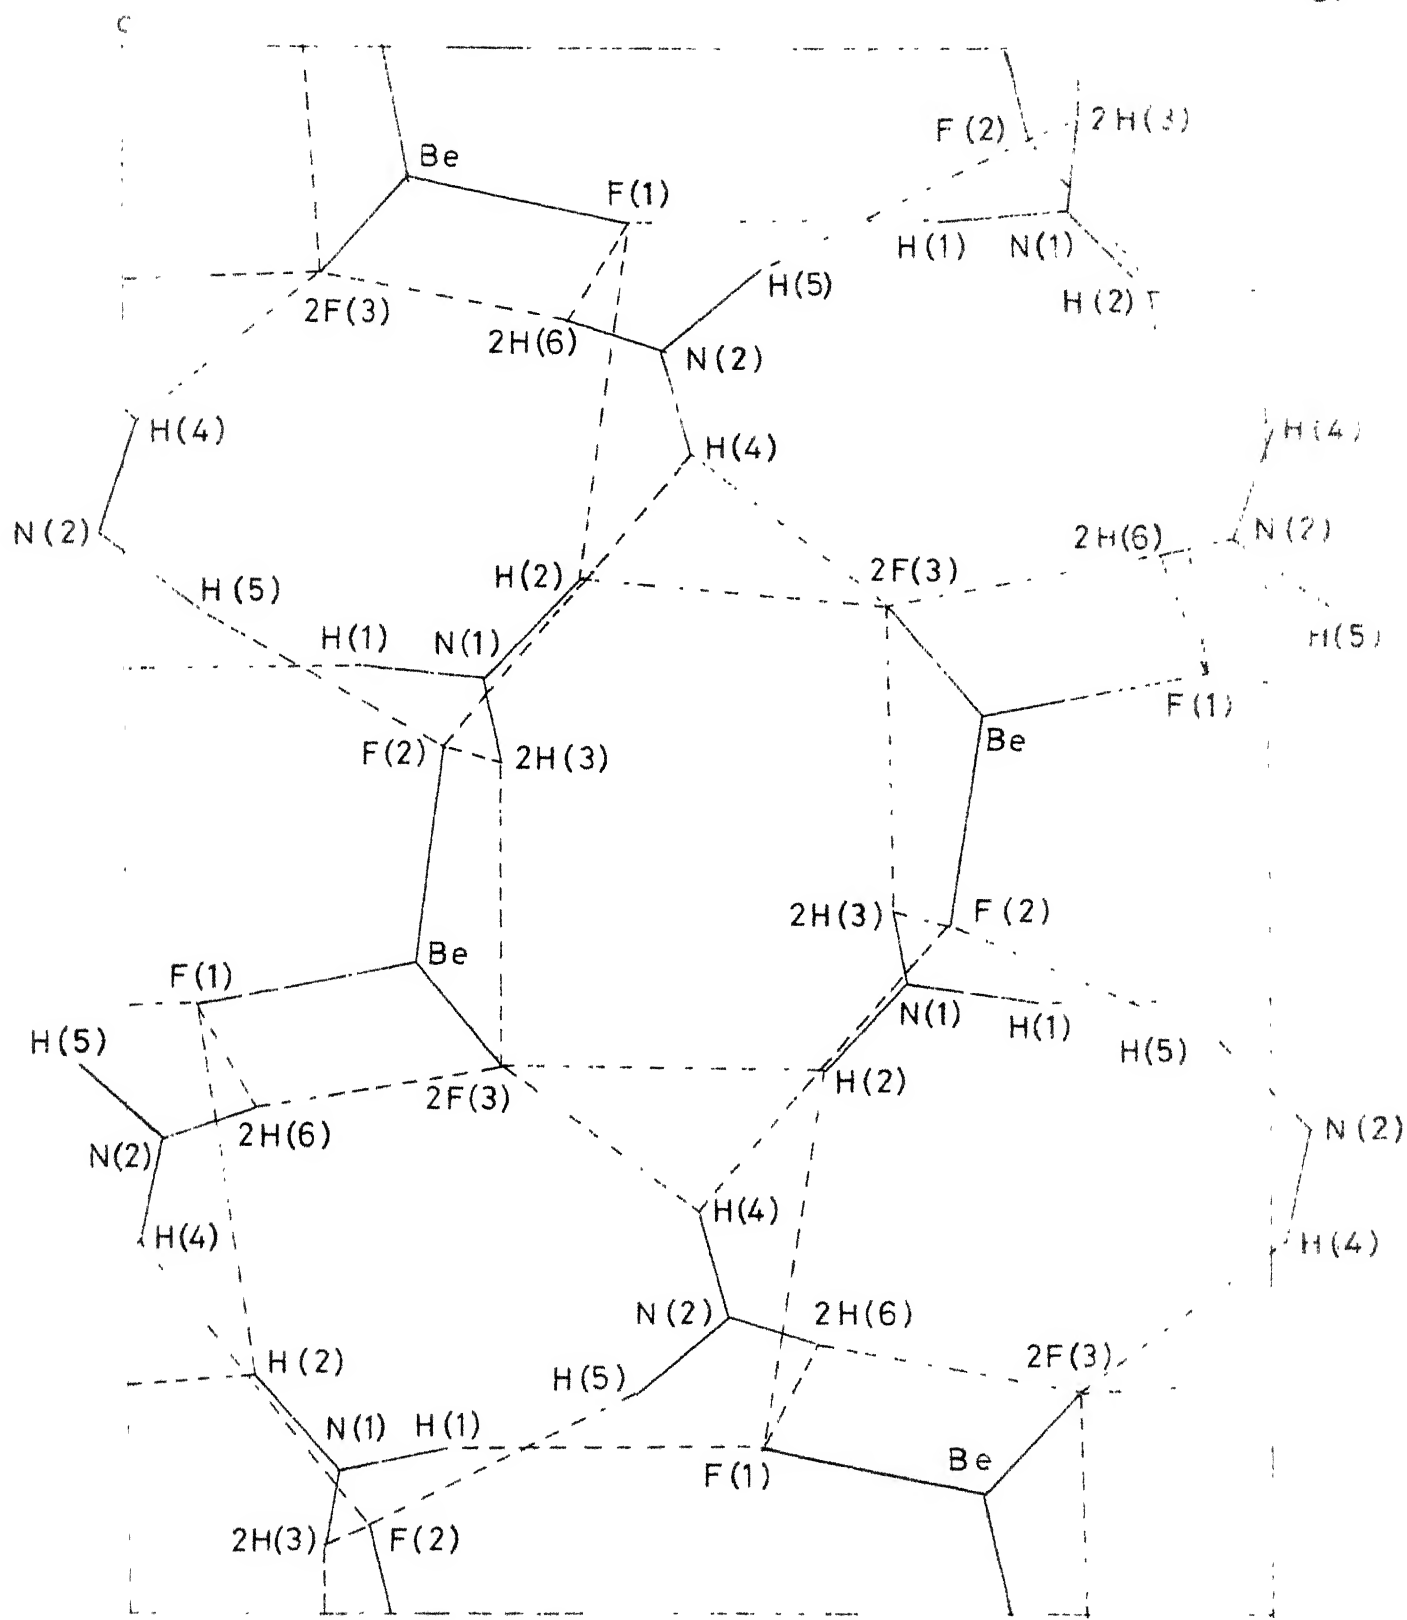 c
Be
F(1)
F(2)
2H(3)
H(1)
N(1)
H(2)
H(5)
2F(3)
2H(6)
N(2)
H(4)
H(4)
H(4)
N(2)
H(5)
H(2)
2F(3)
2H(6)
N(2)
H(5)
H(1)
N(1)
F(1)
F(2)
2H(3)
Be
2H(3)
F(2)
Be
F(1)
N(1)
H(1)
H(5)
H(5)
2F(3)
H(2)
2H(6)
N(2)
N(2)
H(4)
H(4)
H(4)
N(2)
2H(6)
H(2)
2F(3)
H(5)
N(1)
H(1)
F(1)
Be
2H(3)
F(2)